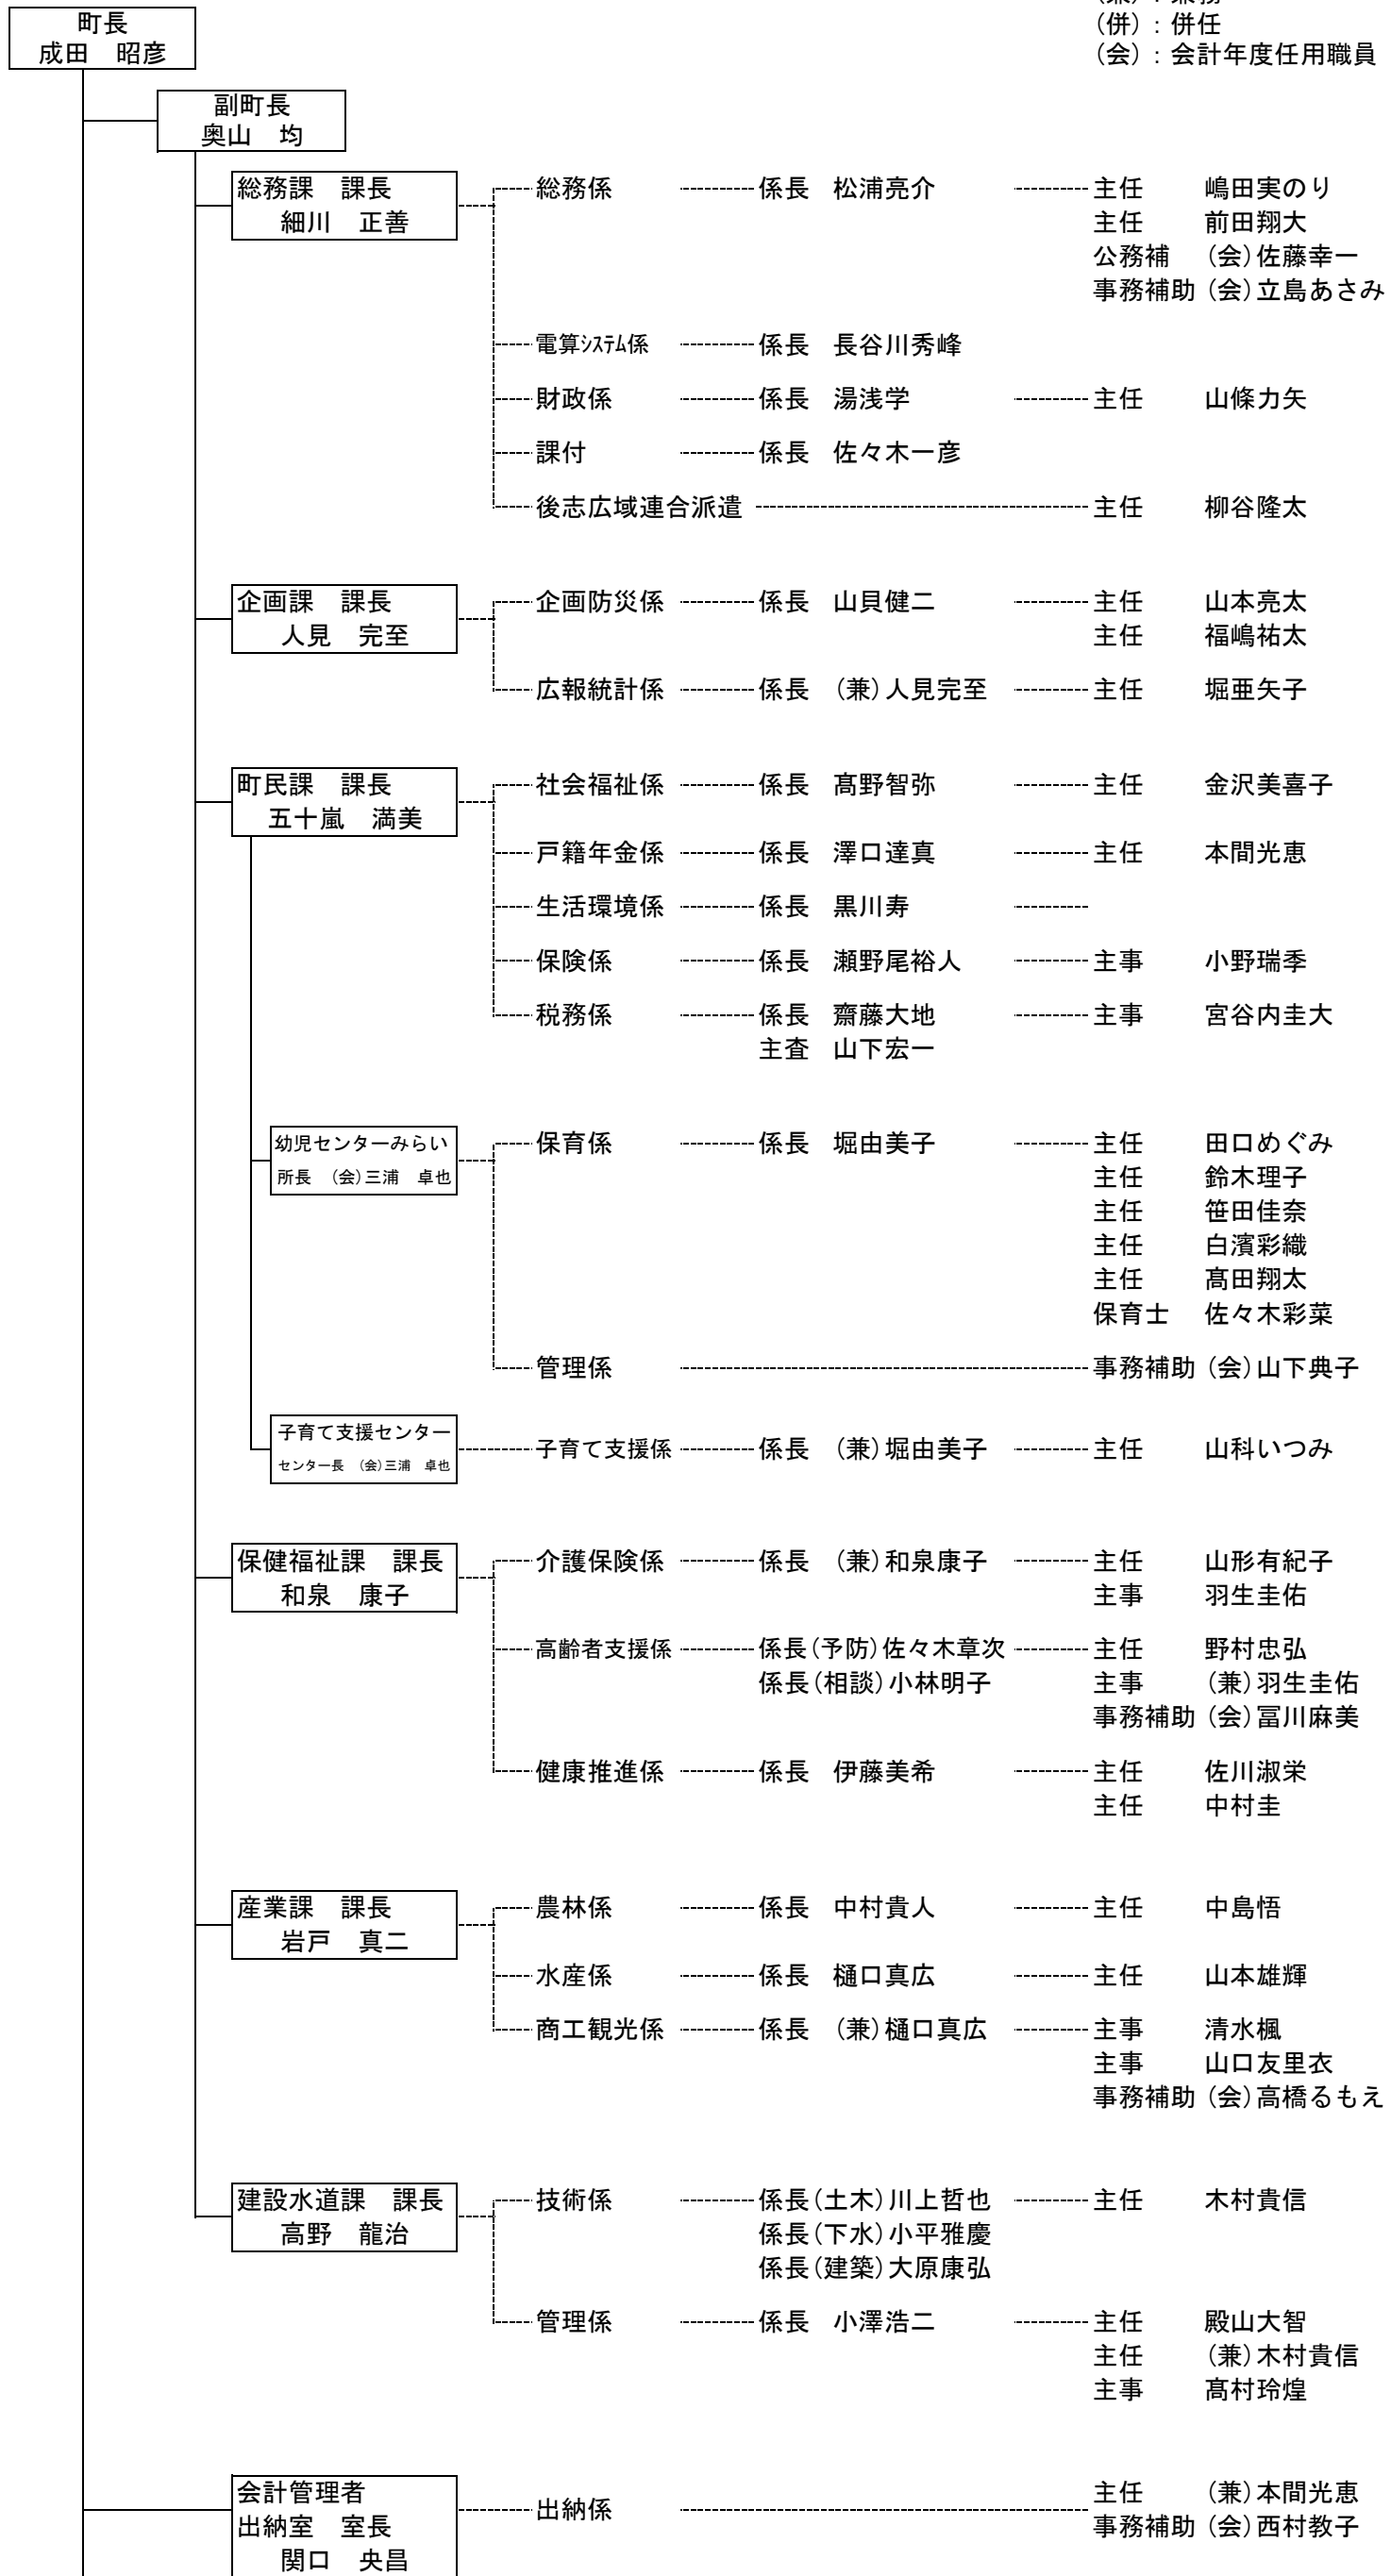 (兼)：兼務
(併)：併任
(会)：会計年度任用職員
町長
成田　昭彦
副町長
奥山　均
総務課　課長
細川　正善
総務係 係長 松浦亮介 主任 嶋田実のり
主任 前田翔大
公務補 (会)佐藤幸一
事務補助 (会)立島あさみ
電算ｼｽﾃﾑ係 係長 長谷川秀峰
財政係 係長 湯浅学 主任 山條力矢
課付 係長 佐々木一彦
後志広域連合派遣 主任 柳谷隆太
企画課　課長
人見　完至
企画防災係 係長 山貝健二 主任 山本亮太
主任 福嶋祐太
広報統計係 係長 (兼)人見完至 主任 堀亜矢子
町民課　課長
五十嵐　満美
社会福祉係 係長 髙野智弥 主任 金沢美喜子
戸籍年金係 係長 澤口達真 主任 本間光恵
生活環境係 係長 黒川寿
保険係 係長 瀬野尾裕人 主事 小野瑞季
税務係 係長 齋藤大地 主事 宮谷内圭大
主査 山下宏一
幼児センターみらい
所長　(会)三浦　卓也
保育係 係長 堀由美子 主任 田口めぐみ
主任 鈴木理子
主任 笹田佳奈
主任 白濱彩織
主任 髙田翔太
保育士 佐々木彩菜
管理係 事務補助 (会)山下典子
子育て支援センター
センター長　(会)三浦　卓也
子育て支援係 係長 (兼)堀由美子 主任 山科いつみ
保健福祉課　課長
和泉　康子
介護保険係 係長 (兼)和泉康子 主任 山形有紀子
主事 羽生圭佑
高齢者支援係 係長(予防)佐々木章次 主任 野村忠弘
係長(相談)小林明子 主事 (兼)羽生圭佑
事務補助 (会)冨川麻美
健康推進係 係長 伊藤美希 主任 佐川淑栄
主任 中村圭
産業課　課長
岩戸　真二
農林係 係長 中村貴人 主任 中島悟
水産係 係長 樋口真広 主任 山本雄輝
商工観光係 係長 (兼)樋口真広 主事 清水楓
主事 山口友里衣
事務補助 (会)高橋るもえ
建設水道課　課長
高野　龍治
技術係 係長(土木)川上哲也 主任 木村貴信
係長(下水)小平雅慶
係長(建築)大原康弘
管理係 係長 小澤浩二 主任 殿山大智
主任 (兼)木村貴信
主事 髙村玲煌
会計管理者
出納室　室長
関口　央昌
出納係 主任 (兼)本間光恵
事務補助 (会)西村教子